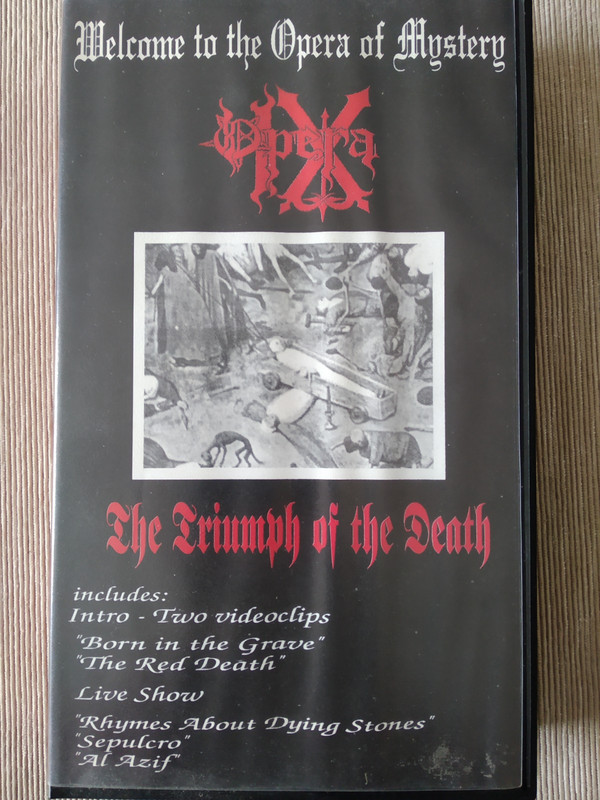 Welcome to the Opera of Mystery
Opera
IX
The Triumph of the Death
includes:
Intro - Two videoclips
"Born in the Grave"
"The Red Death"
Live Show
"Rhymes About Dying Stones"
"Sepulcro"
"Al Azif"